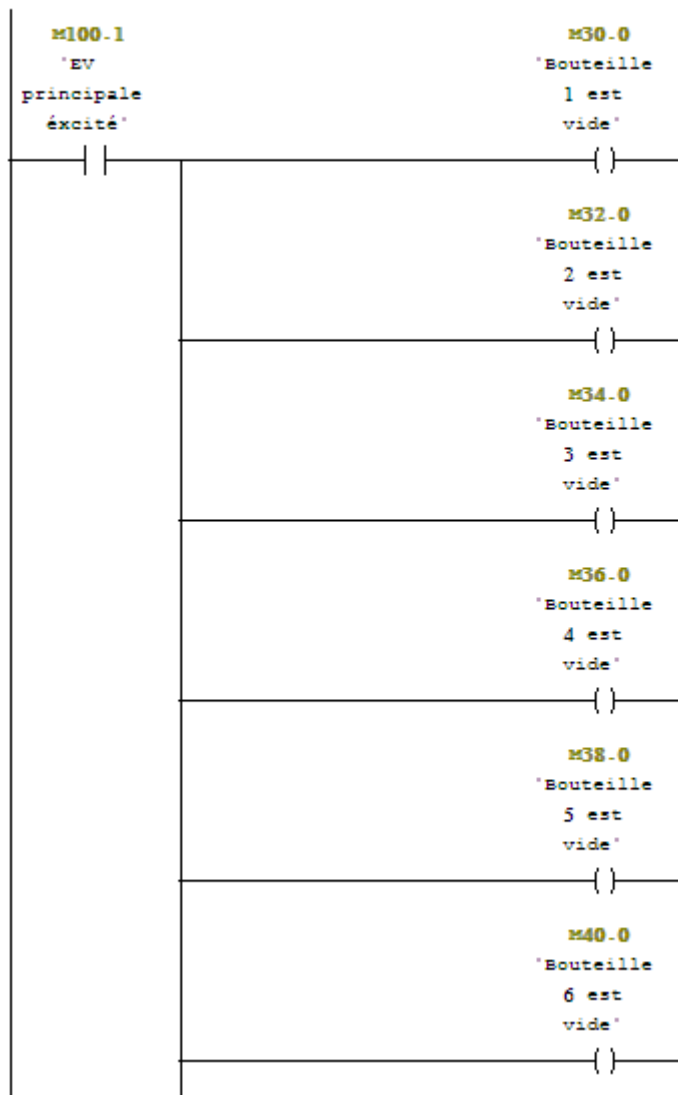 M100.1
"EV
principale
éxcité"
M30.0
"Bouteille
1 est
vide"
M32.0
"Bouteille
2 est
vide"
M34.0
"Bouteille
3 est
vide"
M36.0
"Bouteille
4 est
vide"
M38.0
"Bouteille
5 est
vide"
M40.0
"Bouteille
6 est
vide"